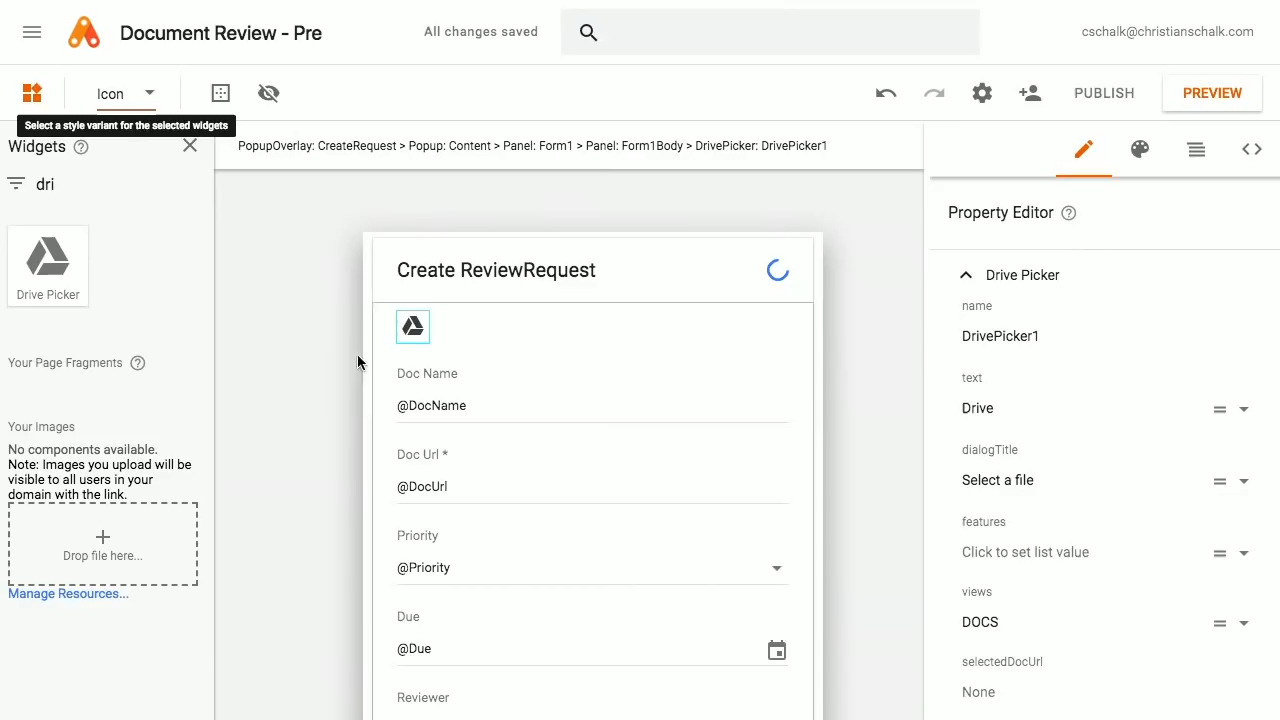 Document Review - Pre
All changes saved
cschalk@christianschalk.com
Icon
PUBLISH
PREVIEW
Select a style variant for the selected widgets
Widgets
PopupOverlay: CreateRequest > Popup: Content > Panel: Form1 > Panel: Form1Body > DrivePicker: DrivePicker1
dri
Drive Picker
Your Page Fragments
Your Images
No components available.
Note: Images you upload will be
visible to all users in your
domain with the link.
Drop file here...
Manage Resources...
Create ReviewRequest
Doc Name
@DocName
Doc Url *
@DocUrl
Priority
@Priority
Due
@Due
Reviewer
Property Editor
Drive Picker
name
DrivePicker1
text
Drive
dialogTitle
Select a file
features
Click to set list value
views
DOCS
selectedDocUrl
None